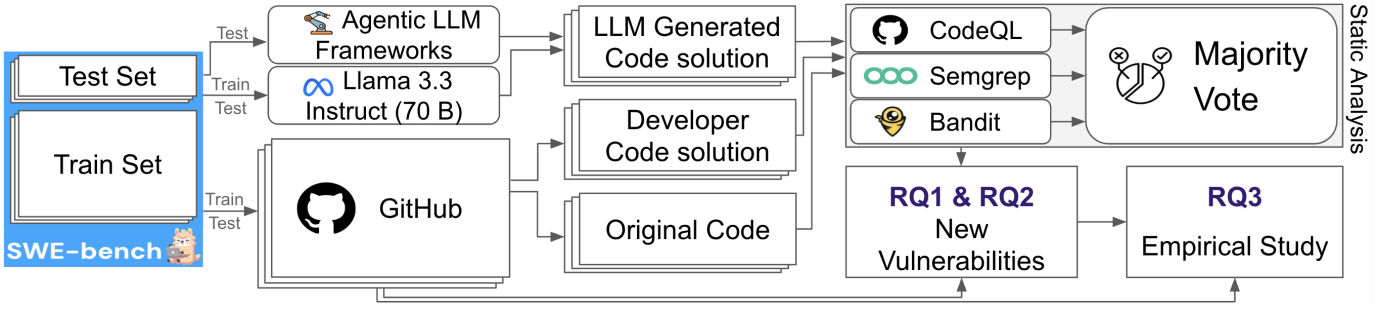 Test Set
Train Set
SWE-bench
Test
Train
Test
Train
Test
Agentic LLM
Frameworks
Llama 3.3
Instruct (70 B)
GitHub
LLM Generated
Code solution
Developer
Code solution
Original Code
CodeQL
Semgrep
Bandit
Majority
Vote
Static Analysis
RQ1 & RQ2
New
Vulnerabilities
RQ3
Empirical Study